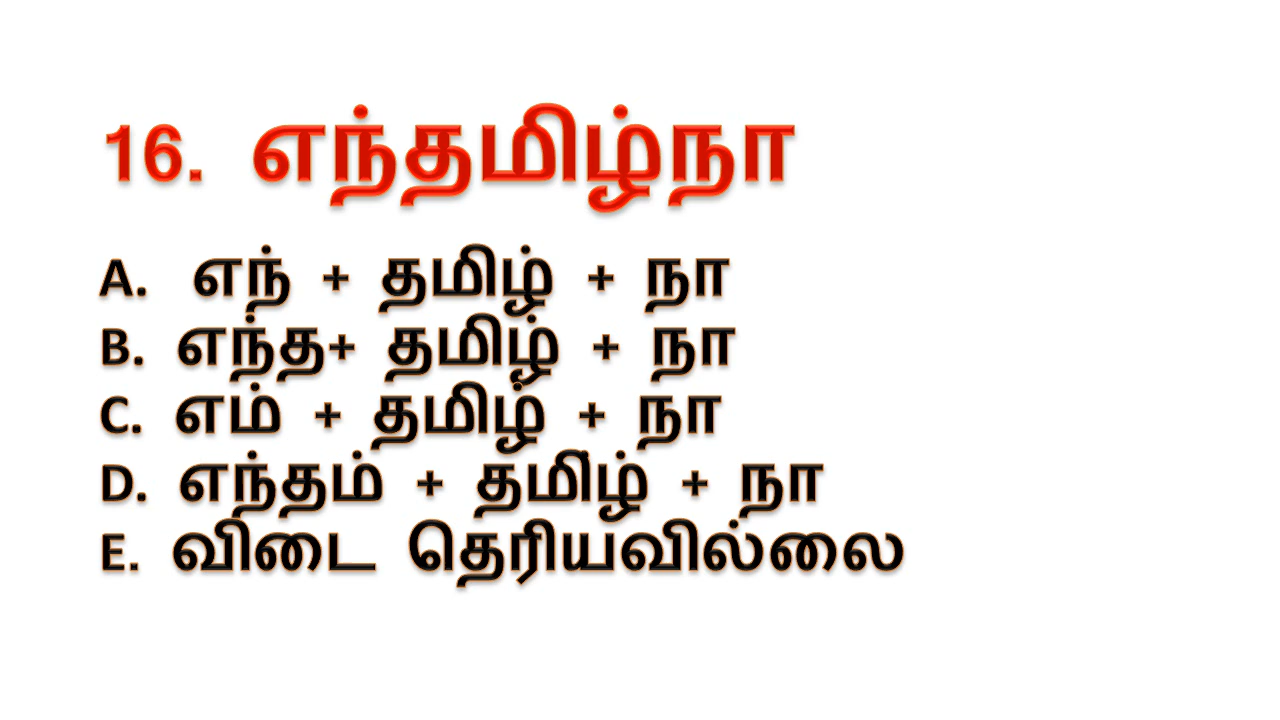 16. எந்தமிழ்நா
A. எந் + தமிழ் + நா
B. எந்த+ தமிழ் + நா
C. எம் + தமிழ் + நா
D. எந்தம் + தமிழ் + நா
E. விடை தெரியவில்லை